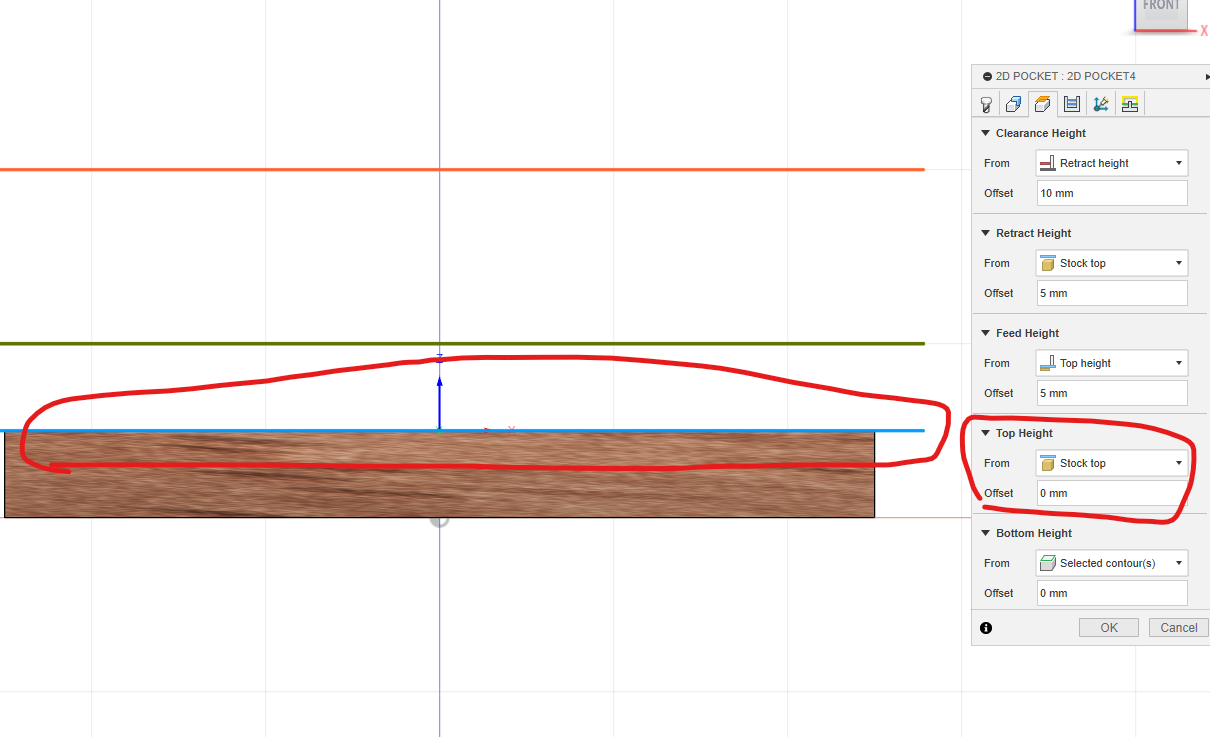 FRONT
X
2D POCKET : 2D POCKET4
Clearance Height
From Retract height
Offset 10 mm
Retract Height
From Stock top
Offset 5 mm
Feed Height
From Top height
Offset 5 mm
Z
X
Top Height
From Stock top
Offset 0 mm
Bottom Height
From Selected contour(s)
Offset 0 mm
OK Cancel